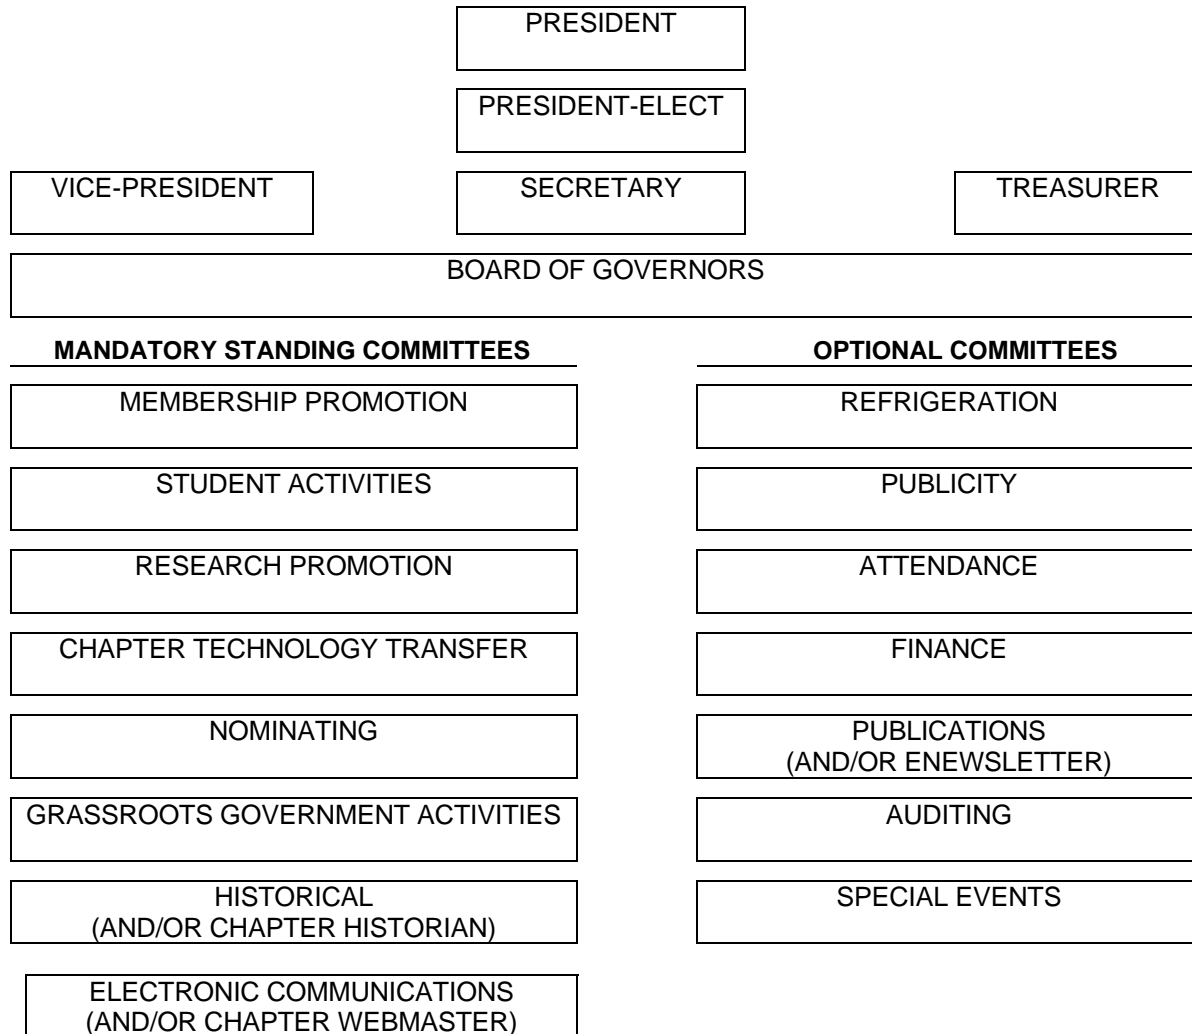 PRESIDENT
PRESIDENT-ELECT
VICE-PRESIDENT
SECRETARY
TREASURER
BOARD OF GOVERNORS
MANDATORY STANDING COMMITTEES
MEMBERSHIP PROMOTION
STUDENT ACTIVITIES
RESEARCH PROMOTION
CHAPTER TECHNOLOGY TRANSFER
NOMINATING
GRASSROOTS GOVERNMENT ACTIVITIES
HISTORICAL
(AND/OR CHAPTER HISTORIAN)
ELECTRONIC COMMUNICATIONS
(AND/OR CHAPTER WEBMASTER)
OPTIONAL COMMITTEES
REFRIGERATION
PUBLICITY
ATTENDANCE
FINANCE
PUBLICATIONS
(AND/OR ENEWSLETTER)
AUDITING
SPECIAL EVENTS